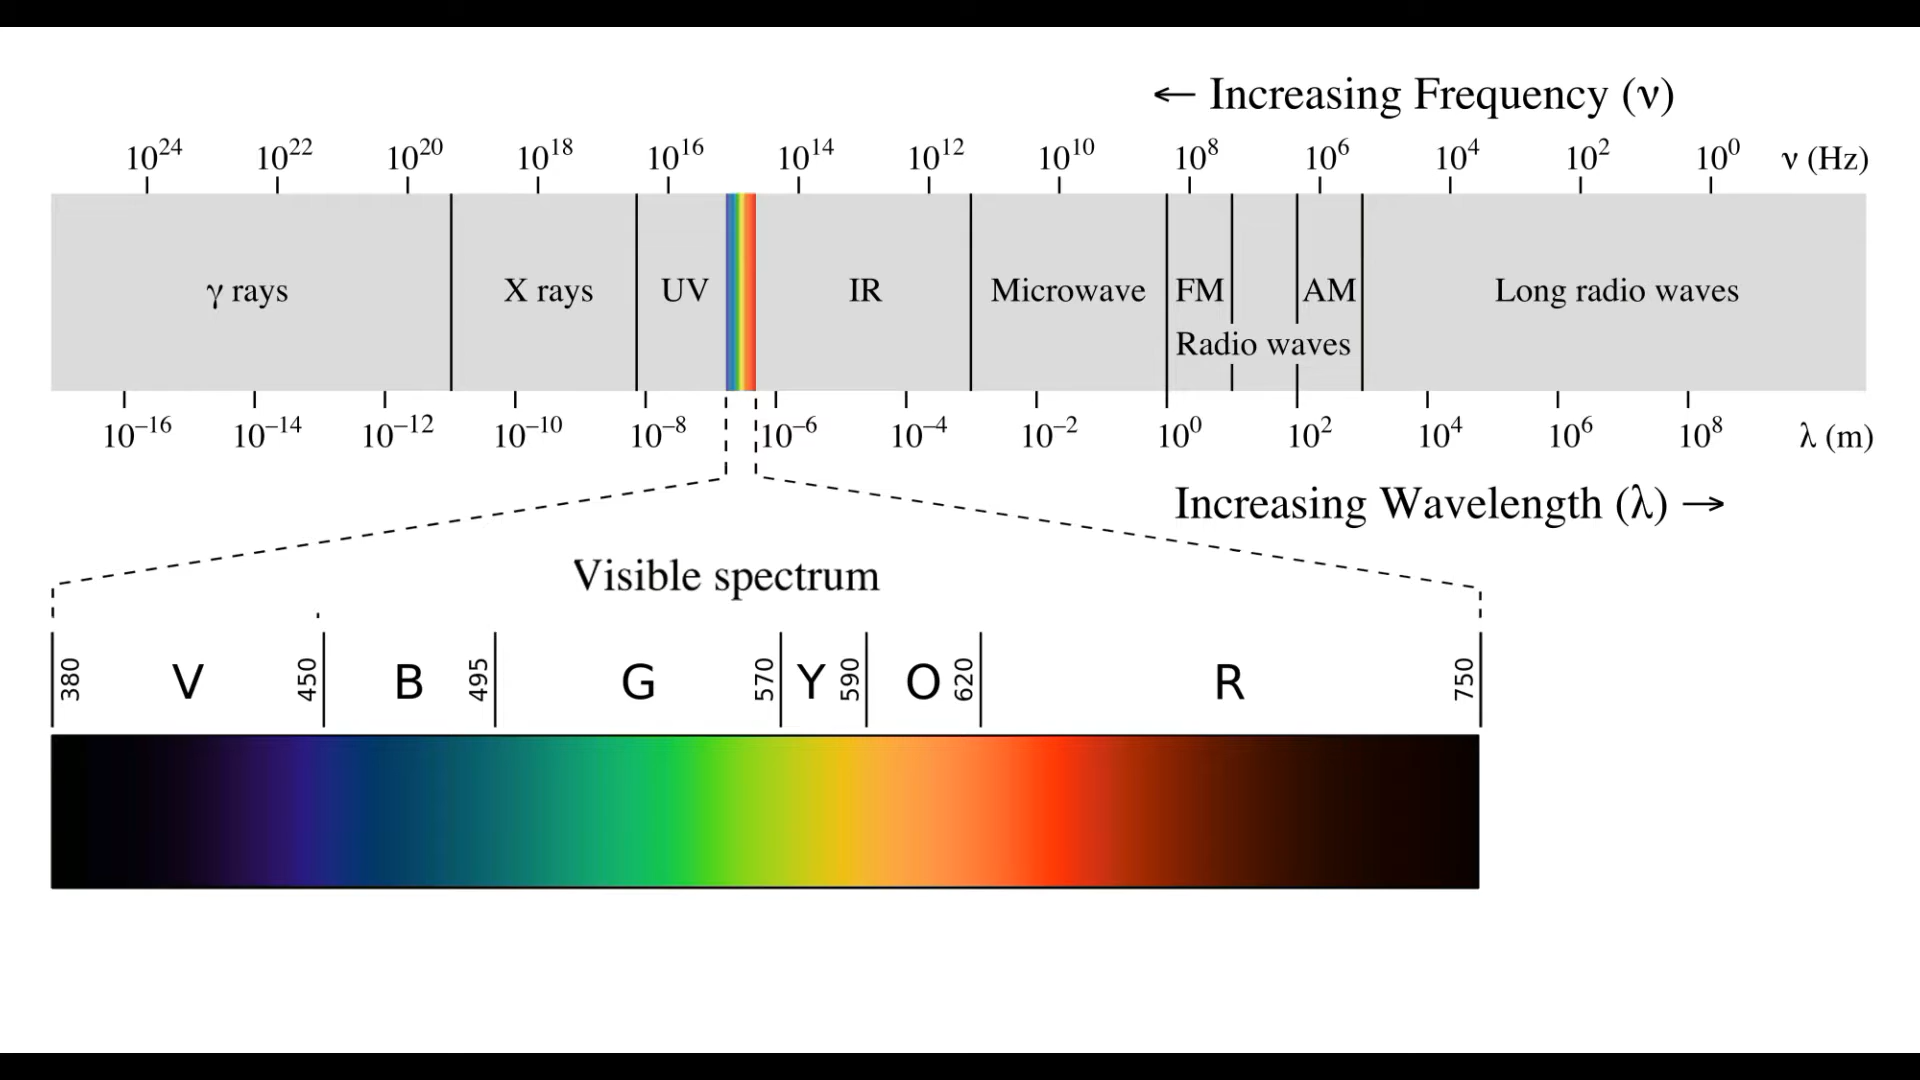 ← Increasing Frequency (ν)
10²⁴ 10²² 10²⁰ 10¹⁸ 10¹⁶ 10¹⁴ 10¹² 10¹⁰ 10⁸ 10⁶ 10⁴ 10² 10⁰ ν (Hz)
γ rays X rays UV IR Microwave FM AM Long radio waves
Radio waves
10⁻¹⁶ 10⁻¹⁴ 10⁻¹² 10⁻¹⁰ 10⁻⁸ 10⁻⁶ 10⁻⁴ 10⁻² 10⁰ 10² 10⁴ 10⁶ 10⁸ λ (m)
Increasing Wavelength (λ) →
Visible spectrum
380 V 450 B 495 G 570 Y 590 O 620 R 750